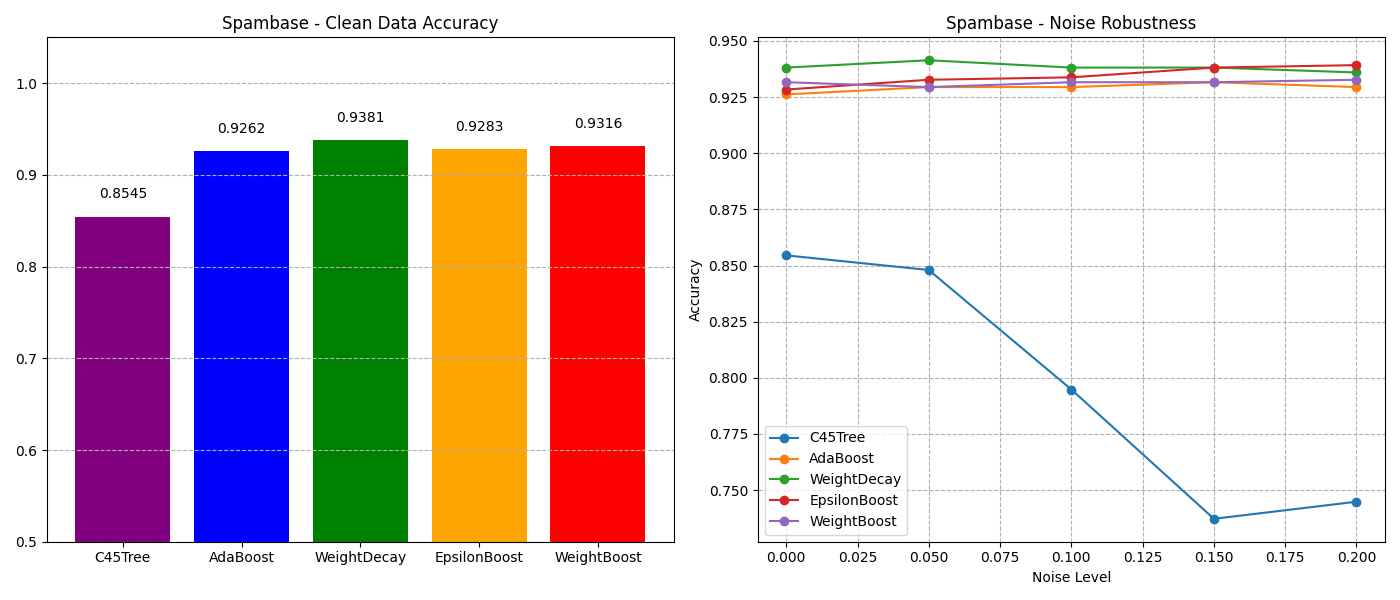 Spambase - Clean Data Accuracy
1.0
0.9
0.8
0.7
0.6
0.5
0.8545
0.9262
0.9381
0.9283
0.9316
C45Tree
AdaBoost
WeightDecay
EpsilonBoost
WeightBoost
Spambase - Noise Robustness
Accuracy
0.950
0.925
0.900
0.875
0.850
0.825
0.800
0.775
0.750
C45Tree
AdaBoost
WeightDecay
EpsilonBoost
WeightBoost
0.000 0.025 0.050 0.075 0.100 0.125 0.150 0.175 0.200
Noise Level